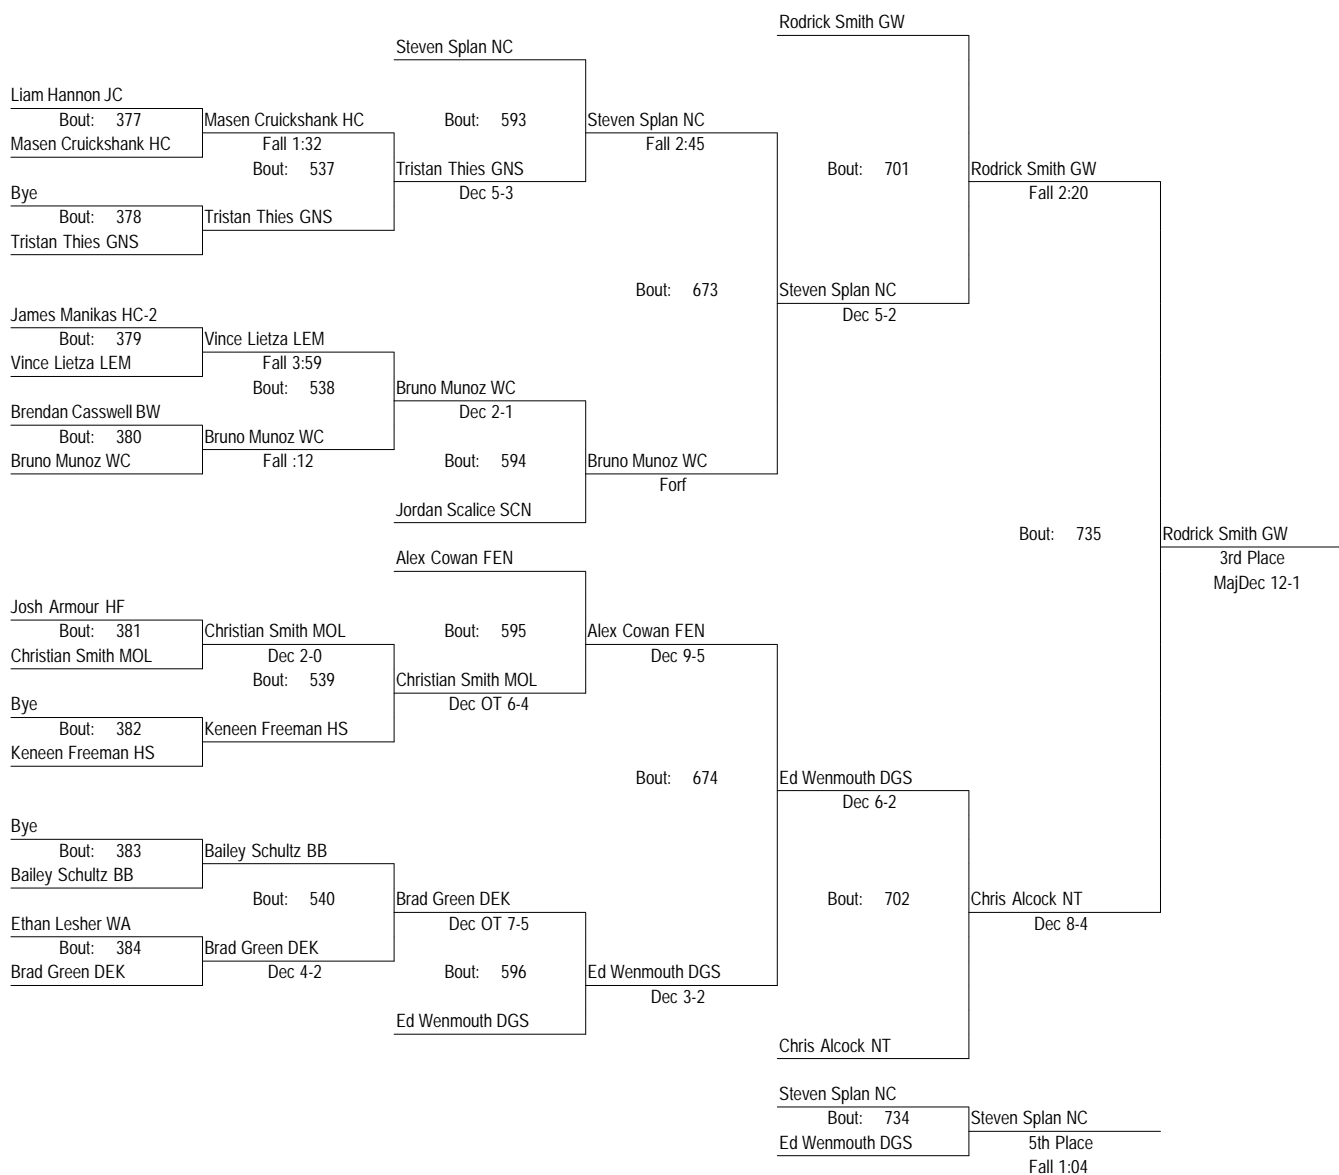 Rodrick Smith GW
Steven Splan NC
Liam Hannon JC
Bout: 377
Masen Cruickshank HC
Bout: 593
Steven Splan NC
Masen Cruickshank HC
Fall 1:32
Fall 2:45
Bout: 537
Tristan Thies GNS
Bout: 701
Rodrick Smith GW
Bye
Dec 5-3
Fall 2:20
Bout: 378
Tristan Thies GNS
Tristan Thies GNS
Bout: 673
Steven Splan NC
James Manikas HC-2
Dec 5-2
Bout: 379
Vince Lietza LEM
Vince Lietza LEM
Fall 3:59
Bout: 538
Bruno Munoz WC
Brendan Casswell BW
Dec 2-1
Bout: 380
Bruno Munoz WC
Bruno Munoz WC
Fall :12
Bout: 594
Bruno Munoz WC
Forf
Jordan Scalice SCN
Bout: 735
Rodrick Smith GW
Alex Cowan FEN
3rd Place
MajDec 12-1
Josh Armour HF
Bout: 381
Christian Smith MOL
Bout: 595
Alex Cowan FEN
Christian Smith MOL
Dec 2-0
Dec 9-5
Bout: 539
Christian Smith MOL
Bye
Dec OT 6-4
Bout: 382
Keneen Freeman HS
Keneen Freeman HS
Bout: 674
Ed Wenmouth DGS
Dec 6-2
Bye
Bout: 383
Bailey Schultz BB
Bailey Schultz BB
Bout: 540
Brad Green DEK
Bout: 702
Chris Alcock NT
Ethan Lesher WA
Dec OT 7-5
Dec 8-4
Bout: 384
Brad Green DEK
Brad Green DEK
Dec 4-2
Bout: 596
Ed Wenmouth DGS
Dec 3-2
Ed Wenmouth DGS
Chris Alcock NT
Steven Splan NC
Bout: 734
Steven Splan NC
Ed Wenmouth DGS
5th Place
Fall 1:04